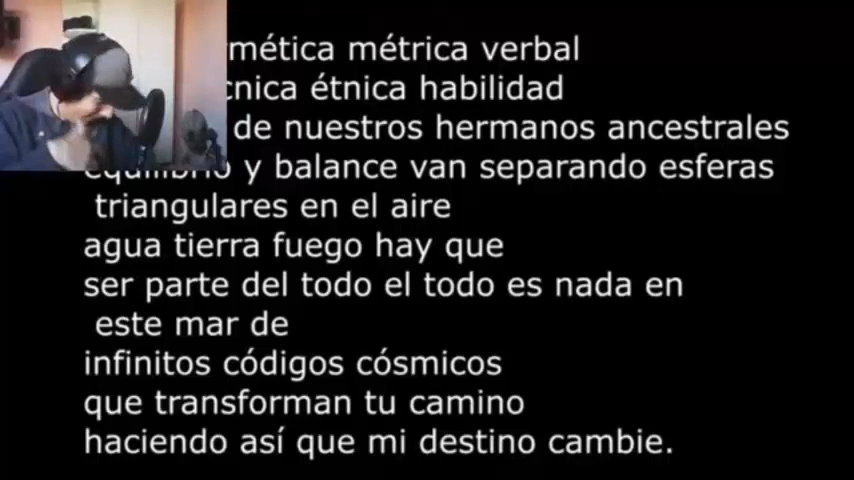 métrica verbal
étnica habilidad
de nuestros hermanos ancestrales
equilibrio y balance van separando esferas
triangulares en el aire
agua tierra fuego hay que
ser parte del todo el todo es nada en
este mar de
infinitos códigos cósmicos
que transforman tu camino
haciendo así que mi destino cambie.